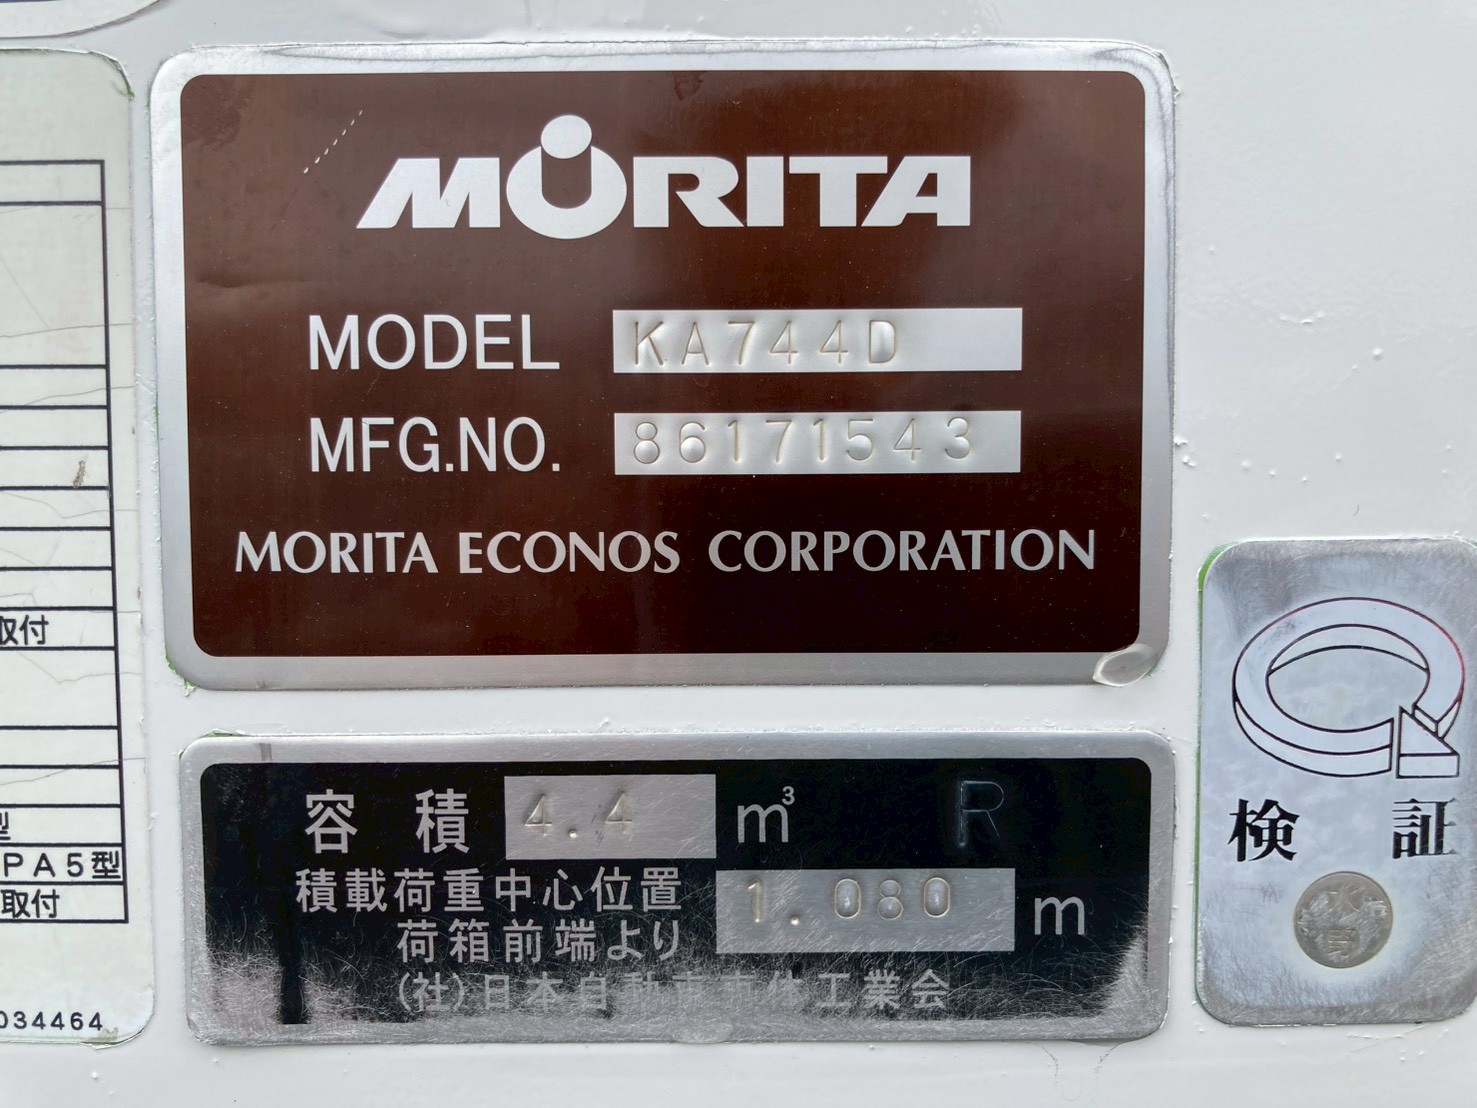 MORITA
MODEL KA744D
MFG.NO. 86171543
MORITA ECONOS CORPORATION
容積 4.4 m³ R
積載荷重中心位置
荷箱前端より 1.080 m
(社)日本自動車車体工業会
検証
取付
型
PA5型
取付
034464